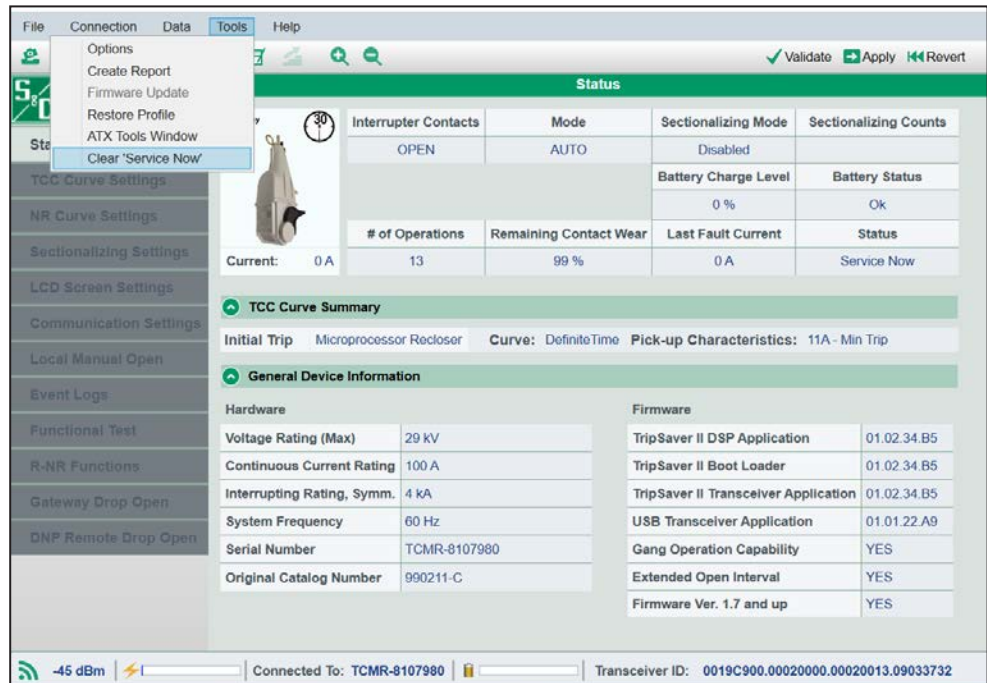 File Connection Data Tools Help
Options
Create Report
Firmware Update
Restore Profile
ATX Tools Window
Clear 'Service Now'
Validate Apply Revert
S&C
Status
30
Interrupter Contacts Mode Sectionalizing Mode Sectionalizing Counts
OPEN AUTO Disabled
Battery Charge Level Battery Status
0 % Ok
# of Operations Remaining Contact Wear Last Fault Current Status
Current: 0 A 13 99 % 0 A Service Now
TCC Curve Settings
NR Curve Settings
Sectionalizing Settings
LCD Screen Settings
Communication Settings
Local Manual Open
Event Logs
Functional Test
R-NR Functions
Gateway Drop Open
DNP Remote Drop Open
TCC Curve Summary
Initial Trip Microprocessor Recloser Curve: DefiniteTime Pick-up Characteristics: 11A - Min Trip
General Device Information
Hardware
Voltage Rating (Max) 29 kV
Continuous Current Rating 100 A
Interrupting Rating, Symm. 4 kA
System Frequency 60 Hz
Serial Number TCMR-8107980
Original Catalog Number 990211-C
Firmware
TripSaver II DSP Application 01.02.34.B5
TripSaver II Boot Loader 01.02.34.B5
TripSaver II Transceiver Application 01.02.34.B5
USB Transceiver Application 01.01.22.A9
Gang Operation Capability YES
Extended Open Interval YES
Firmware Ver. 1.7 and up YES
-45 dBm Connected To: TCMR-8107980 Transceiver ID: 0019C900.00020000.00020013.09033732